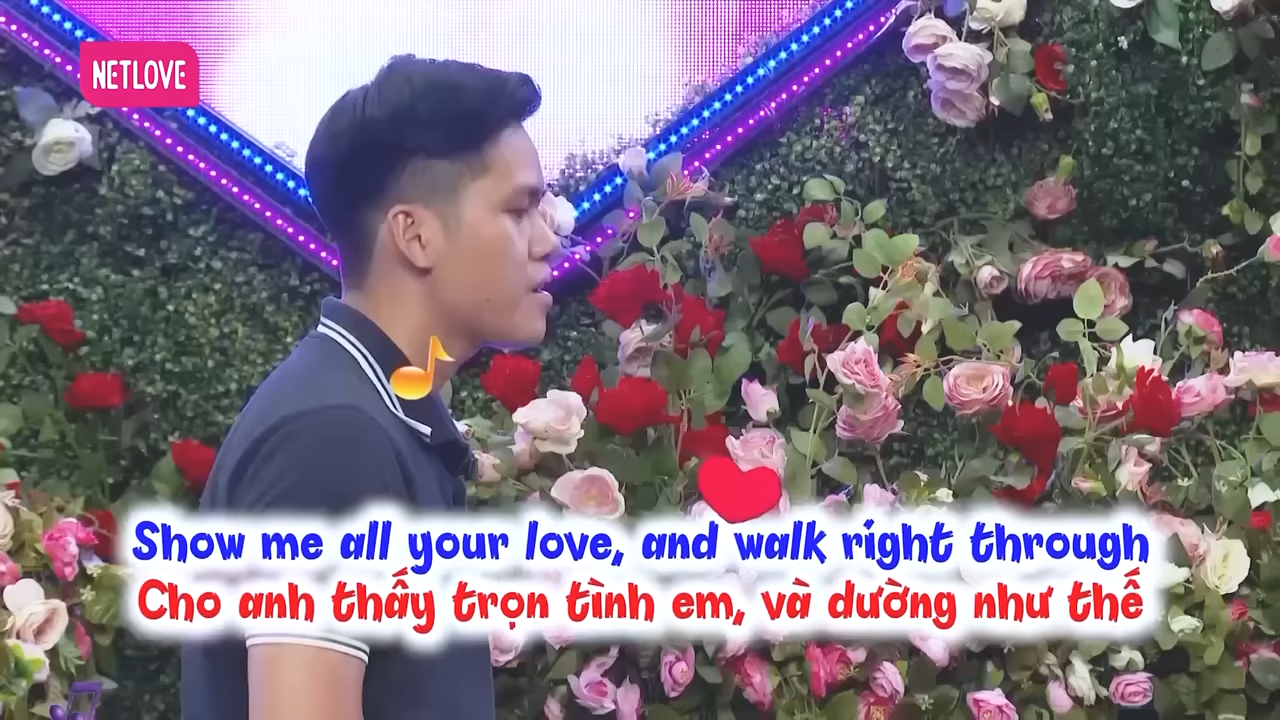 NETLOVE
Show me all your love, and walk right through
Cho anh thấy trọn tình em, và dường như thế